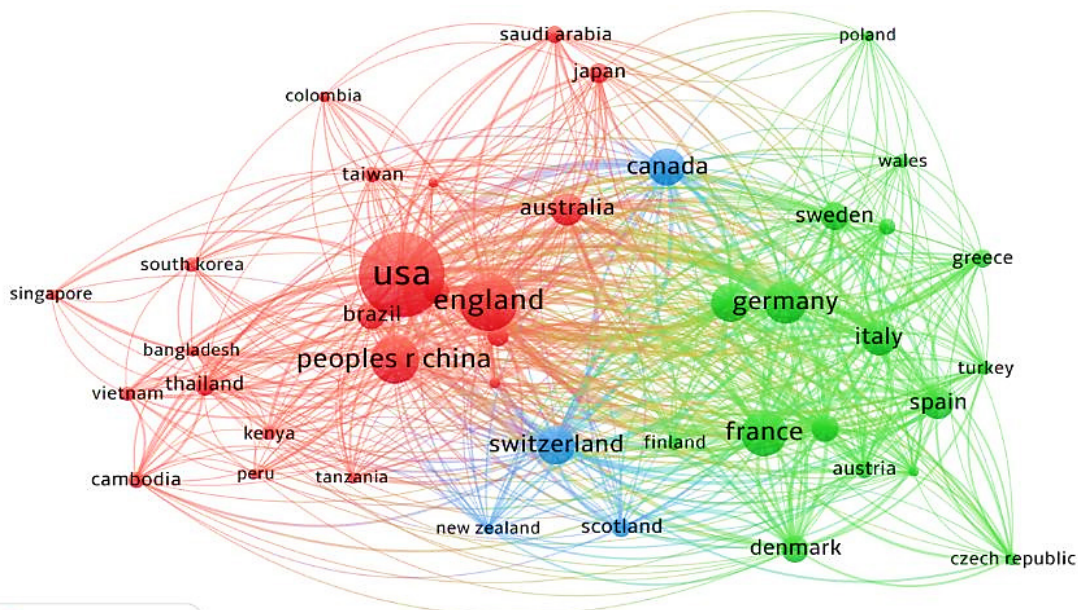 saudi arabia
poland
japan
colombia
wales
canada
taiwan
australia
sweden
greece
south korea
usa
singapore
england
germany
brazil
italy
bangladesh
peoples r china
turkey
thailand
vietnam
spain
kenya
france
switzerland
finland
austria
peru
tanzania
cambodia
new zealand
scotland
denmark
czech republic